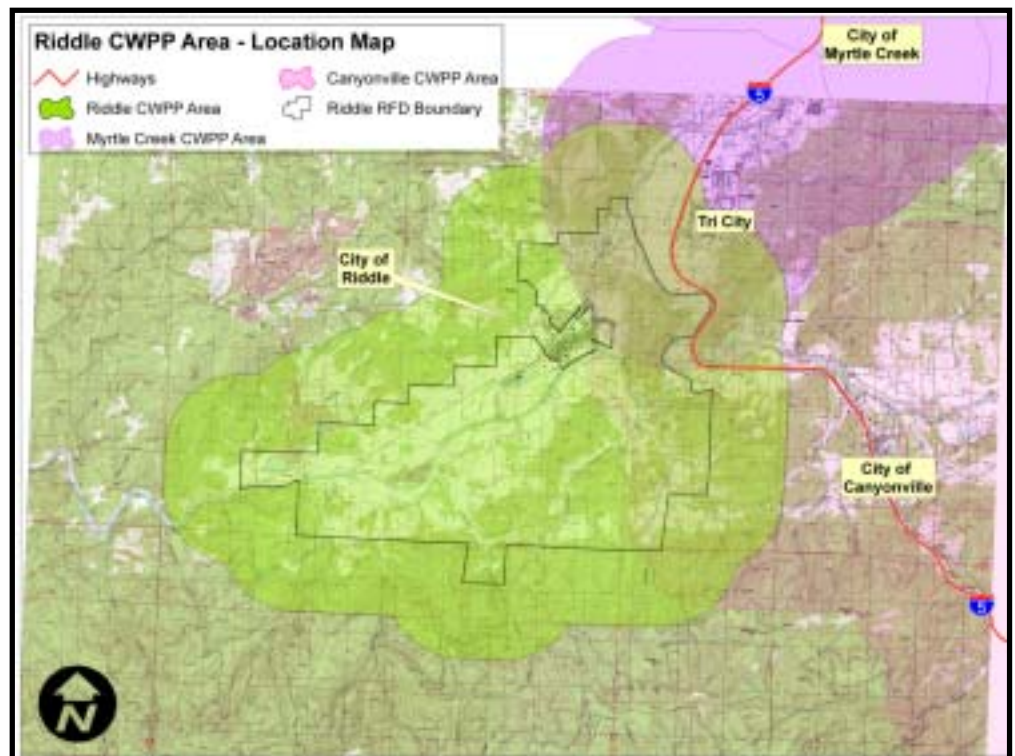 Riddle CWPP Area - Location Map
Highways
Riddle CWPP Area
Myrtle Creek CWPP Area
Canyonville CWPP Area
Riddle RFD Boundary
City of
Myrtle Creek
5
Tri City
City of
Riddle
City of
Canyonville
5
N